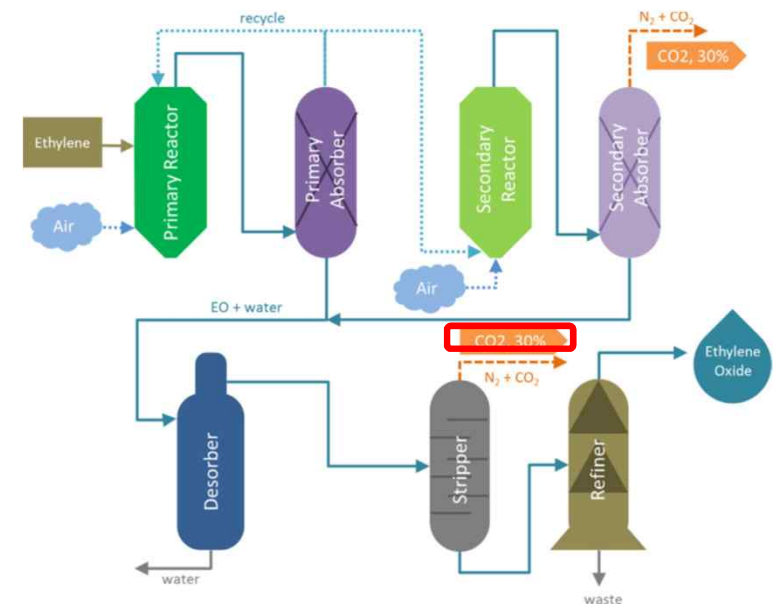 recycle
N₂ + CO₂
CO2, 30%
Ethylene
Primary Reactor
Primary
Absorber
Secondary
Reactor
Secondary
Absorber
Air
Air
EO + water
CO2, 30%
N₂ + CO₂
Ethylene
Oxide
Desorber
Stripper
Refiner
water
waste